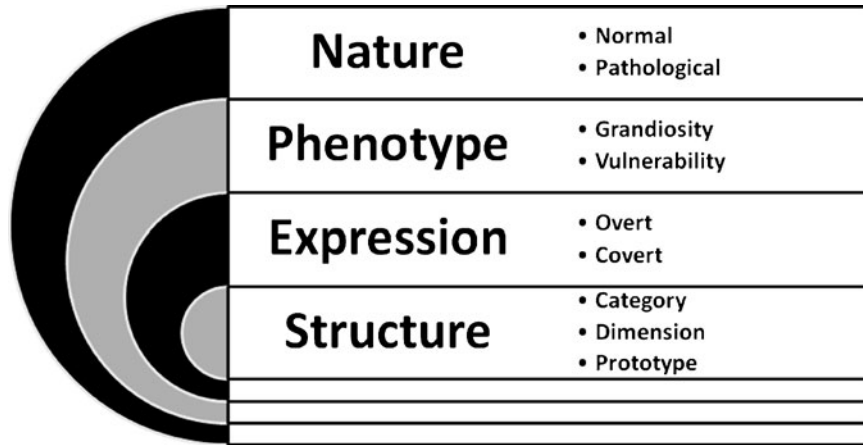 Nature
• Normal
• Pathological
Phenotype
• Grandiosity
• Vulnerability
Expression
• Overt
• Covert
Structure
• Category
• Dimension
• Prototype